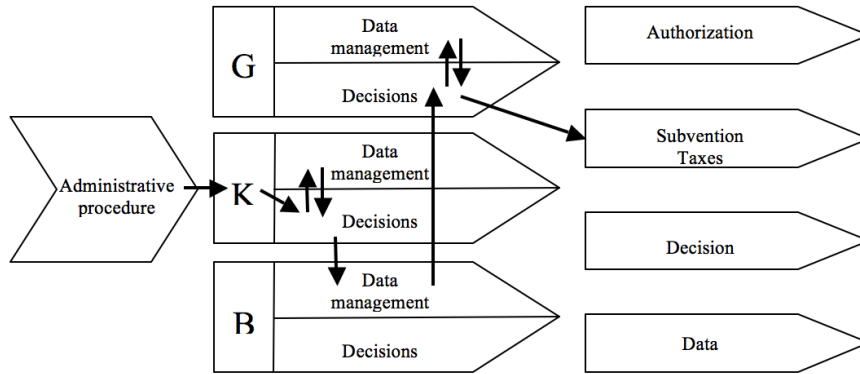 Administrative
procedure
G
Data
management
Decisions
K
Data
management
Decisions
B
Data
management
Decisions
Authorization
Subvention
Taxes
Decision
Data